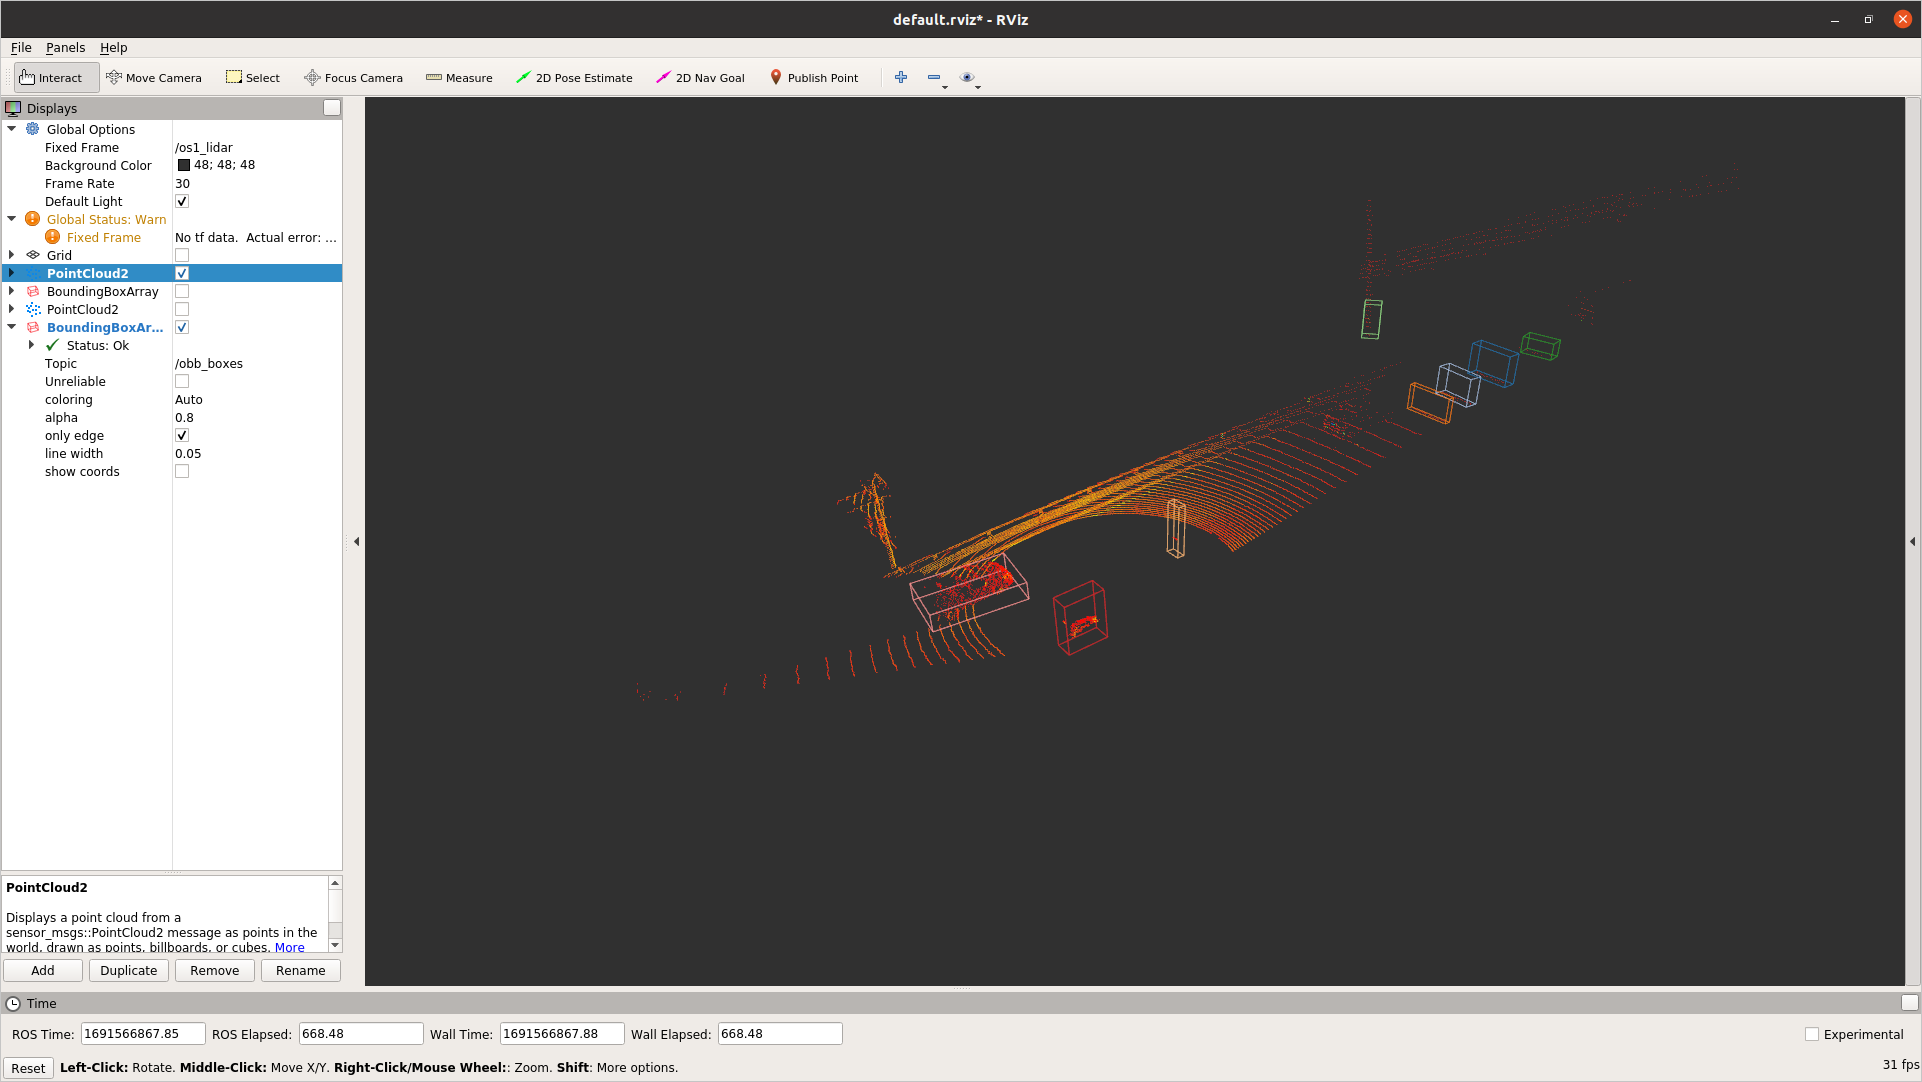 default.rviz* - RViz
File Panels Help
Interact Move Camera Select Focus Camera Measure 2D Pose Estimate 2D Nav Goal Publish Point
Displays
Global Options
Fixed Frame /os1_lidar
Background Color 48; 48; 48
Frame Rate 30
Default Light
Global Status: Warn
Fixed Frame No tf data.  Actual error: ...
Grid
PointCloud2
BoundingBoxArray
PointCloud2
BoundingBoxAr...
Status: Ok
Topic /obb_boxes
Unreliable
coloring Auto
alpha 0.8
only edge
line width 0.05
show coords
PointCloud2
Displays a point cloud from a
sensor_msgs::PointCloud2 message as points in the
world, drawn as points, billboards, or cubes. More
Add Duplicate Remove Rename
Time
ROS Time: 1691566867.85 ROS Elapsed: 668.48 Wall Time: 1691566867.88 Wall Elapsed: 668.48 Experimental
Reset Left-Click: Rotate. Middle-Click: Move X/Y. Right-Click/Mouse Wheel:: Zoom. Shift: More options. 31 fps